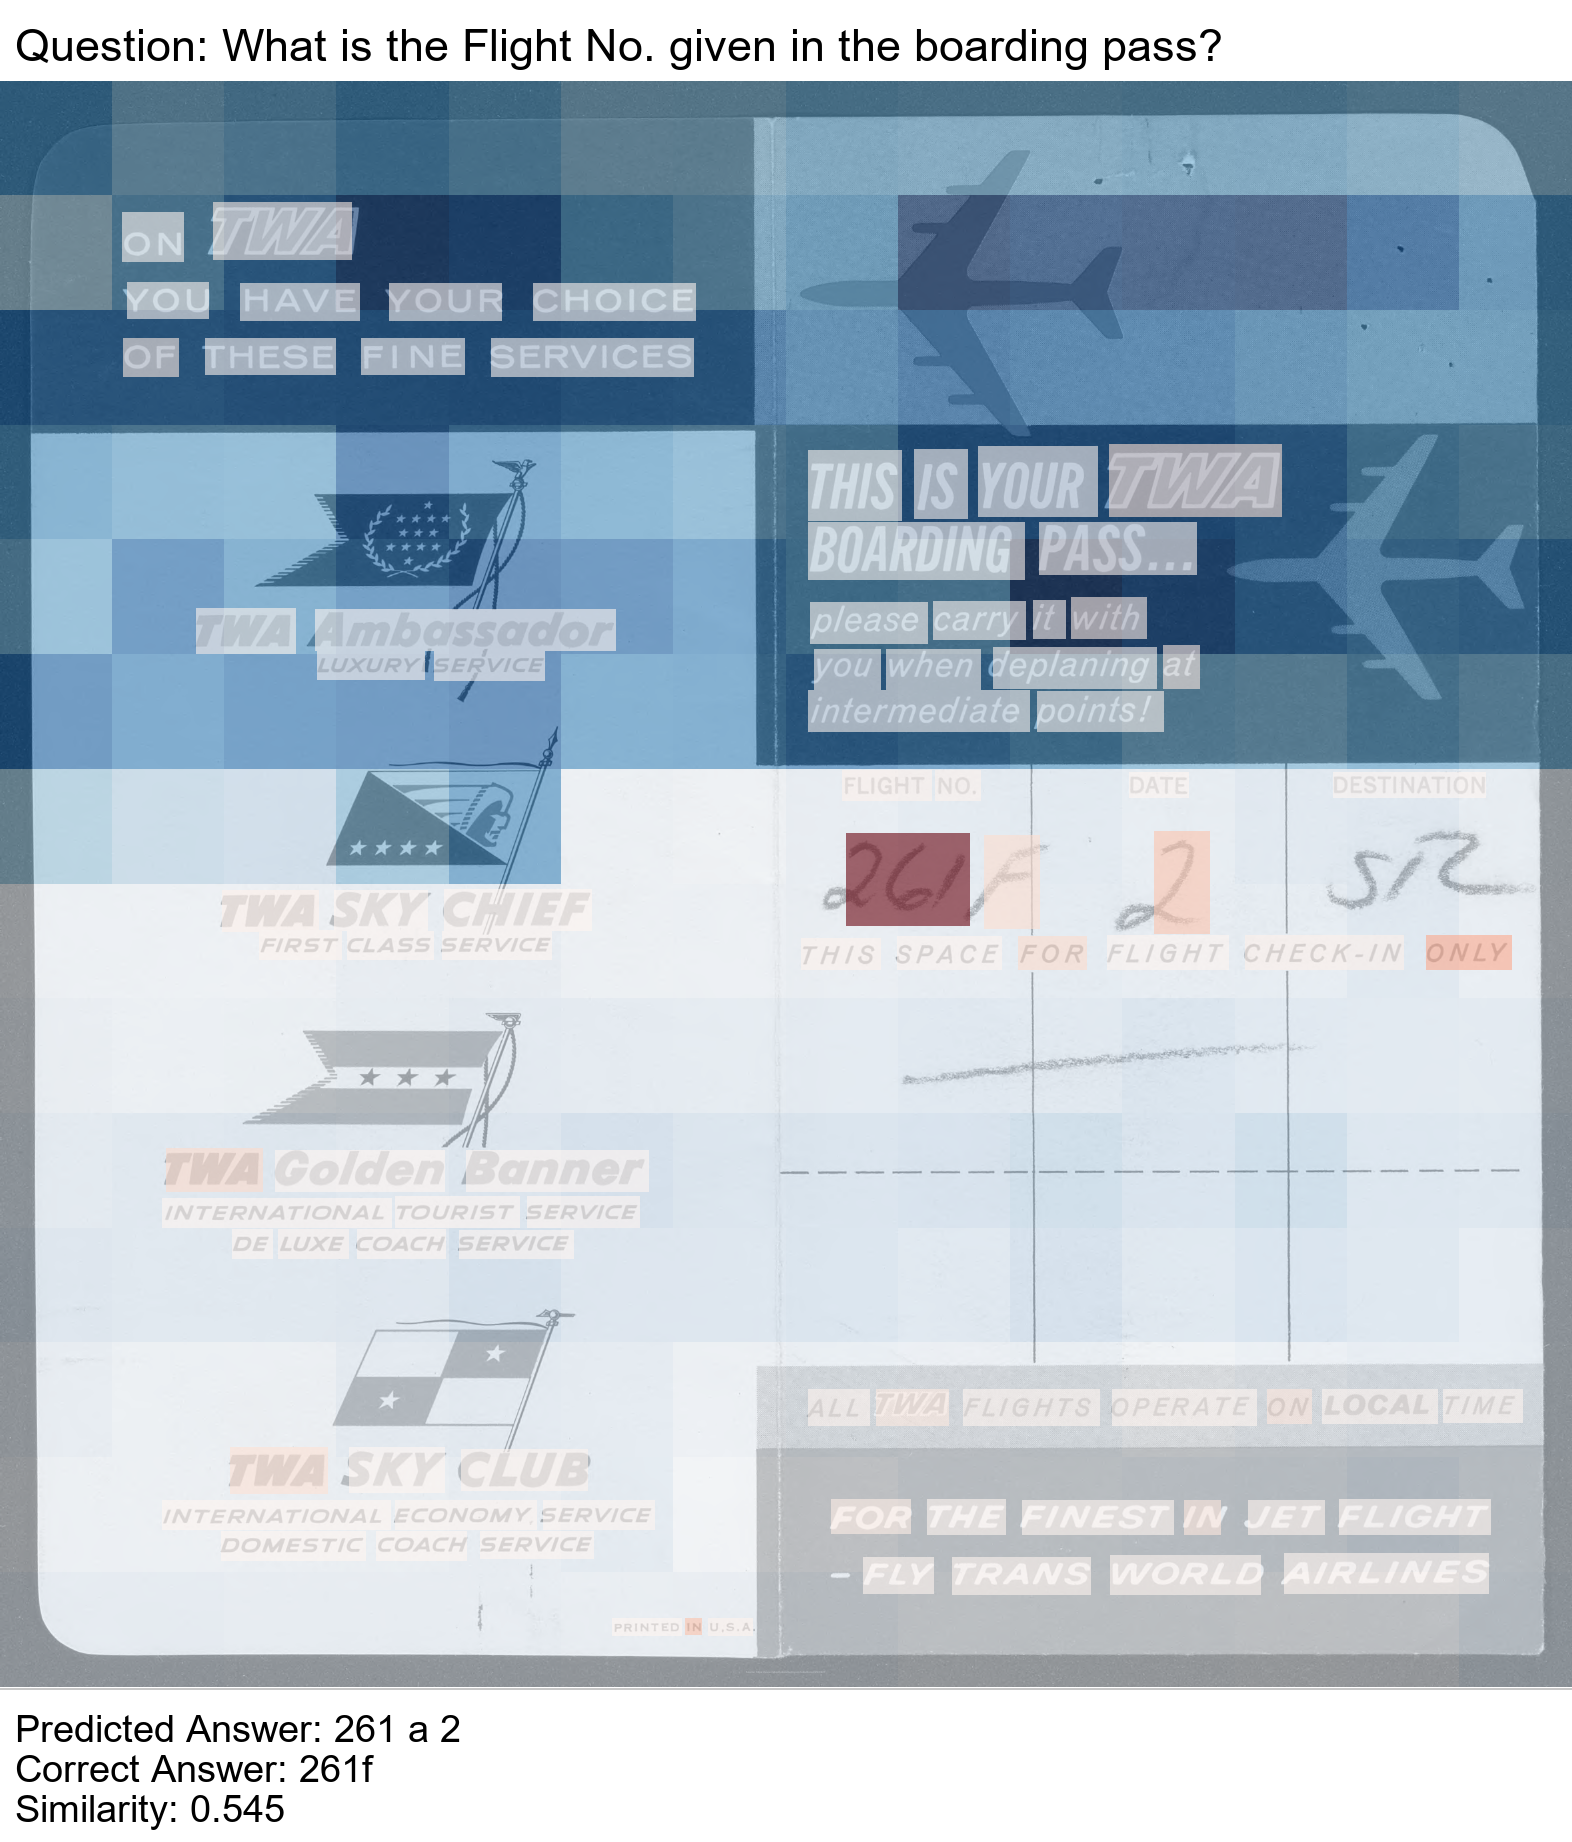 Question: What is the Flight No. given in the boarding pass?
ON TWA
YOU HAVE YOUR CHOICE
OF THESE FINE SERVICES
TWA Ambassador
LUXURY SERVICE
TWA SKY CHIEF
FIRST CLASS SERVICE
TWA Golden Banner
INTERNATIONAL TOURIST SERVICE
DE LUXE COACH SERVICE
TWA SKY CLUB
INTERNATIONAL ECONOMY SERVICE
DOMESTIC COACH SERVICE
PRINTED IN U.S.A.
THIS IS YOUR TWA
BOARDING PASS...
please carry it with
you when deplaning at
intermediate points!
FLIGHT NO. DATE DESTINATION
261F 2 STL
THIS SPACE FOR FLIGHT CHECK-IN ONLY
ALL TWA FLIGHTS OPERATE ON LOCAL TIME
FOR THE FINEST IN JET FLIGHT
– FLY TRANS WORLD AIRLINES
Predicted Answer: 261 a 2
Correct Answer: 261f
Similarity: 0.545